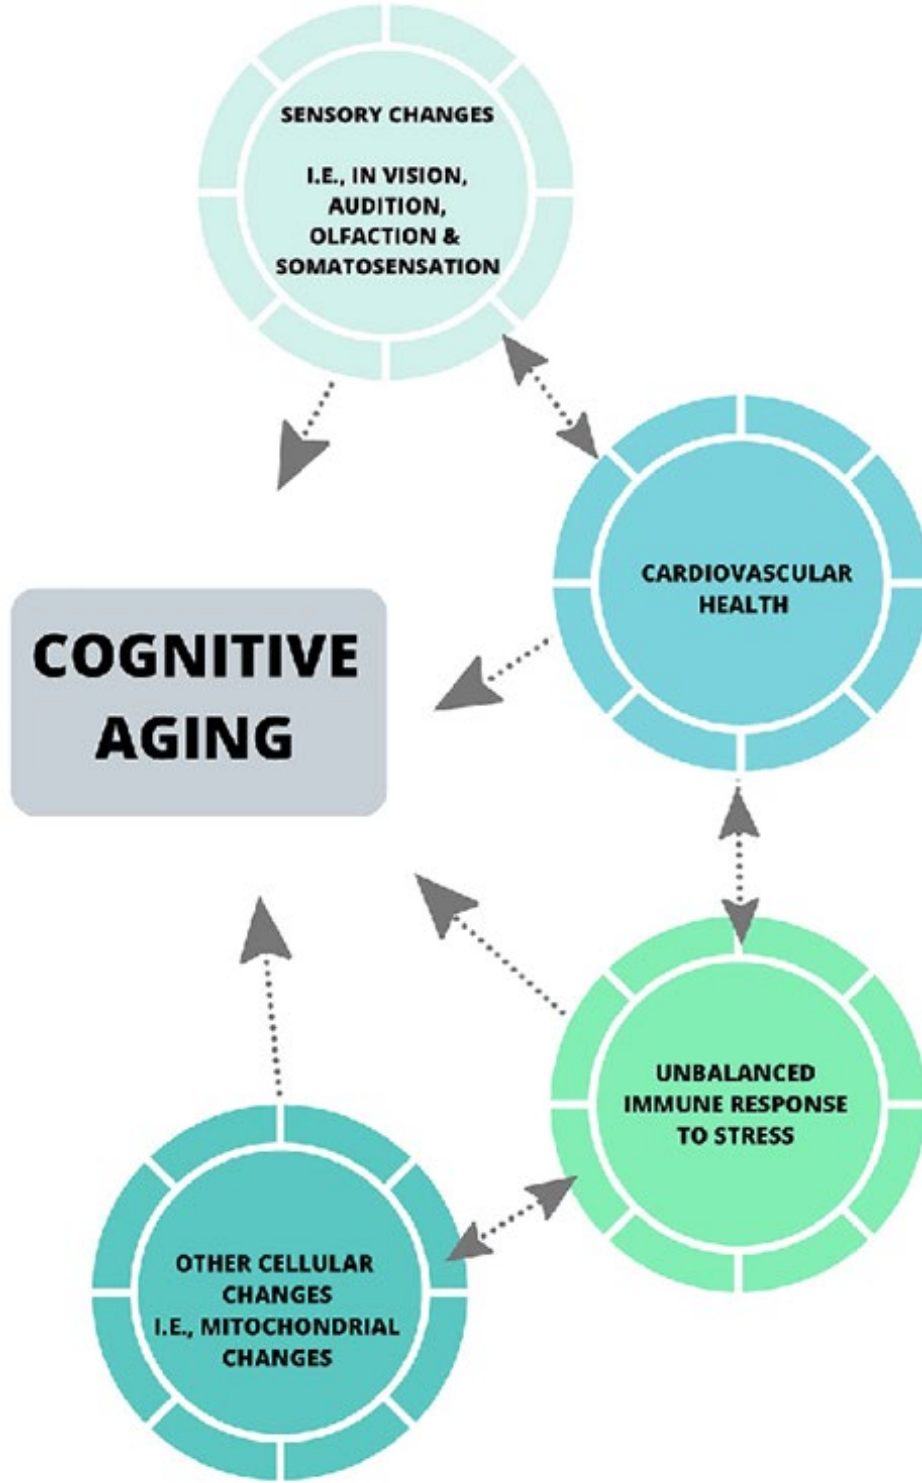 SENSORY CHANGES
I.E., IN VISION,
AUDITION,
OLFACTION &
SOMATOSENSATION
CARDIOVASCULAR
HEALTH
COGNITIVE
AGING
UNBALANCED
IMMUNE RESPONSE
TO STRESS
OTHER CELLULAR
CHANGES
I.E., MITOCHONDRIAL
CHANGES